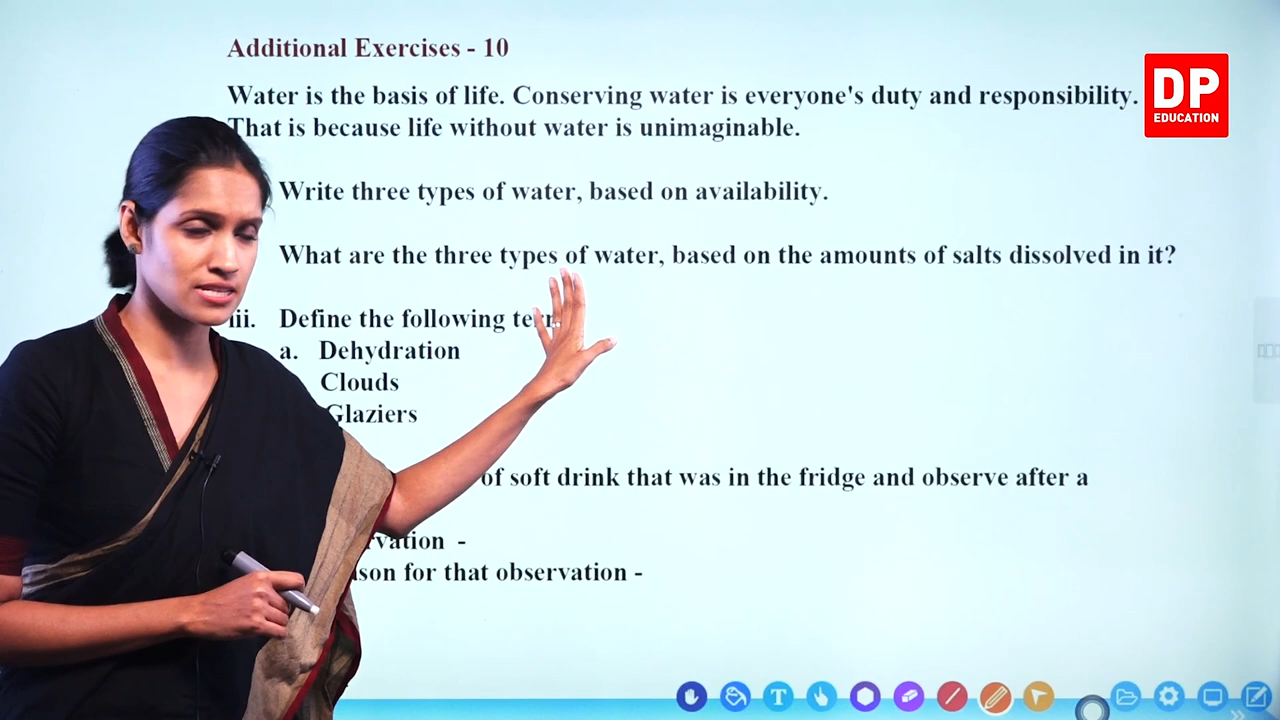 Additional Exercises - 10
DP
EDUCATION
Water is the basis of life. Conserving water is everyone's duty and responsibility.
That is because life without water is unimaginable.
Write three types of water, based on availability.
What are the three types of water, based on the amounts of salts dissolved in it?
iii. Define the following
a. Dehydration
Clouds
Glaziers
of soft drink that was in the fridge and observe after a
for that observation -